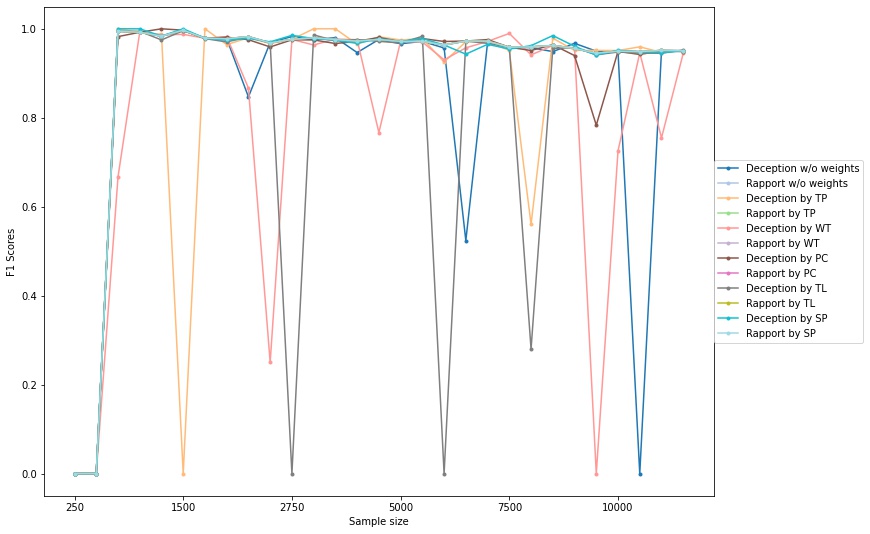 1.0
0.8
0.6
0.4
0.2
0.0
F1 Scores
250 1500 2750 5000 7500 10000
Sample size
Deception w/o weights
Rapport w/o weights
Deception by TP
Rapport by TP
Deception by WT
Rapport by WT
Deception by PC
Rapport by PC
Deception by TL
Rapport by TL
Deception by SP
Rapport by SP